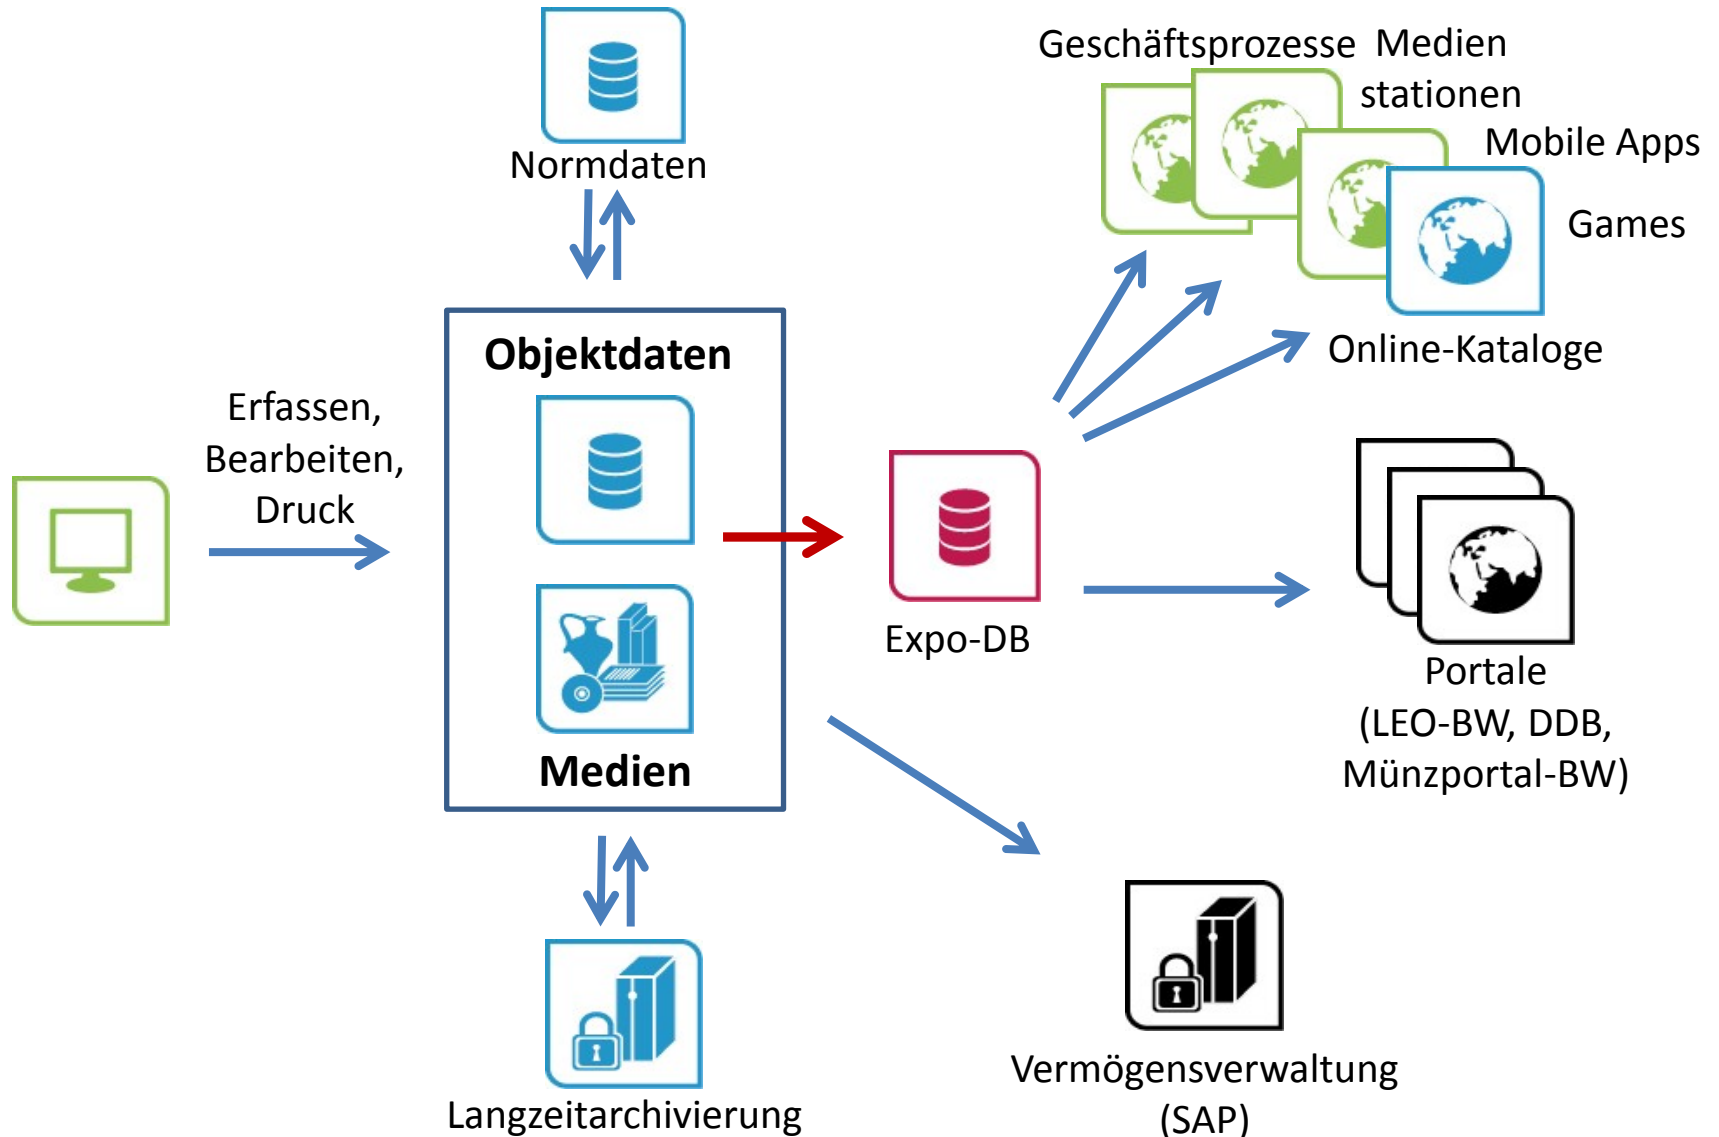 Normdaten
Geschäftsprozesse
Medien
stationen
Mobile Apps
Games
Online-Kataloge
Erfassen,
Bearbeiten,
Druck
Objektdaten
Medien
Expo-DB
Portale
(LEO-BW, DDB,
Münzportal-BW)
Langzeitarchivierung
Vermögensverwaltung
(SAP)